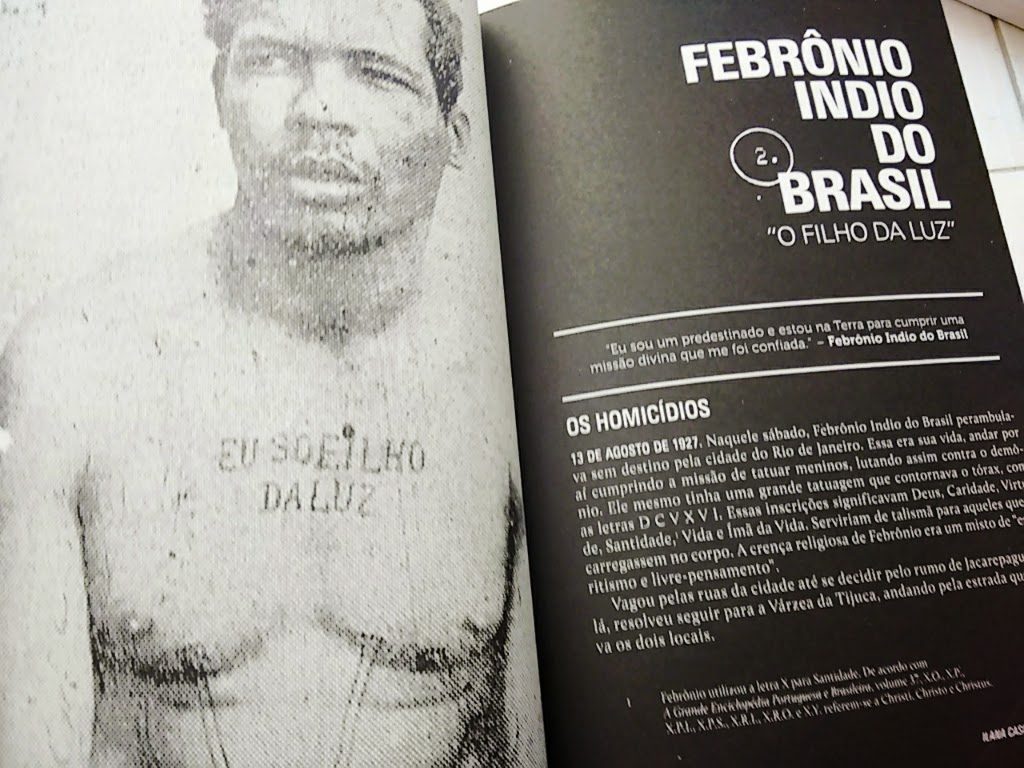 EU SOFILHO
DA LUZ
FEBRÔNIO
INDIO
DO
2.
BRASIL
"O FILHO DA LUZ"
"Eu sou um predestinado e estou na Terra para cumprir uma
missão divina que me foi confiada." – Febrônio Indio do Brasil
OS HOMICÍDIOS
13 DE AGOSTO DE 1927. Naquele sábado, Febrônio Indio do Brasil perambula-
va sem destino pela cidade do Rio de Janeiro. Essa era sua vida, andar por
aí cumprindo a missão de tatuar meninos, lutando assim contra o demô-
nio. Ele mesmo tinha uma grande tatuagem que contornava o tórax, com
as letras D C V X V I. Essas inscrições significavam Deus, Caridade, Virtu
de, Santidade,¹ Vida e Ímã da Vida. Serviriam de talismã para aqueles que
carregassem no corpo. A crença religiosa de Febrônio era um misto de "e
ritismo e livre-pensamento".
Vagou pelas ruas da cidade até se decidir pelo rumo de Jacarepagu
lá, resolveu seguir para a Várzea da Tijuca, andando pela estrada que
va os dois locais.
1 Febrônio utilizou a letra X para Santidade. De acordo com
A Grande Enciclopédia Portuguesa e Brasileira, volume 37, X.O., X.P.,
X.P.I., X.P.S., X.R.I., X.R.O. e X.Y. referem-se a Christi, Christo e Christus.
ILANA CAS